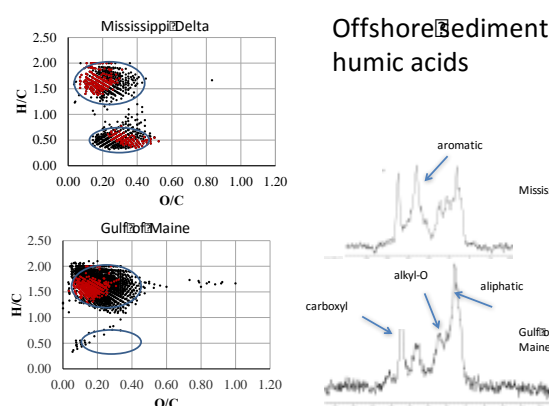 Mississippi⍰Delta
2.50
2.00
1.50
1.00
0.50
0.00
H/C
0.00 0.20 0.40 0.60 0.80 1.00 1.20
O/C
Gulf⍰of⍰Maine
2.50
2.00
1.50
1.00
0.50
0.00
H/C
0.00 0.20 0.40 0.60 0.80 1.00 1.20
O/C
Offshore⍰sediment
humic acids
aromatic
Missis
alkyl-O
aliphatic
carboxyl
Gulf⍰o
Maine